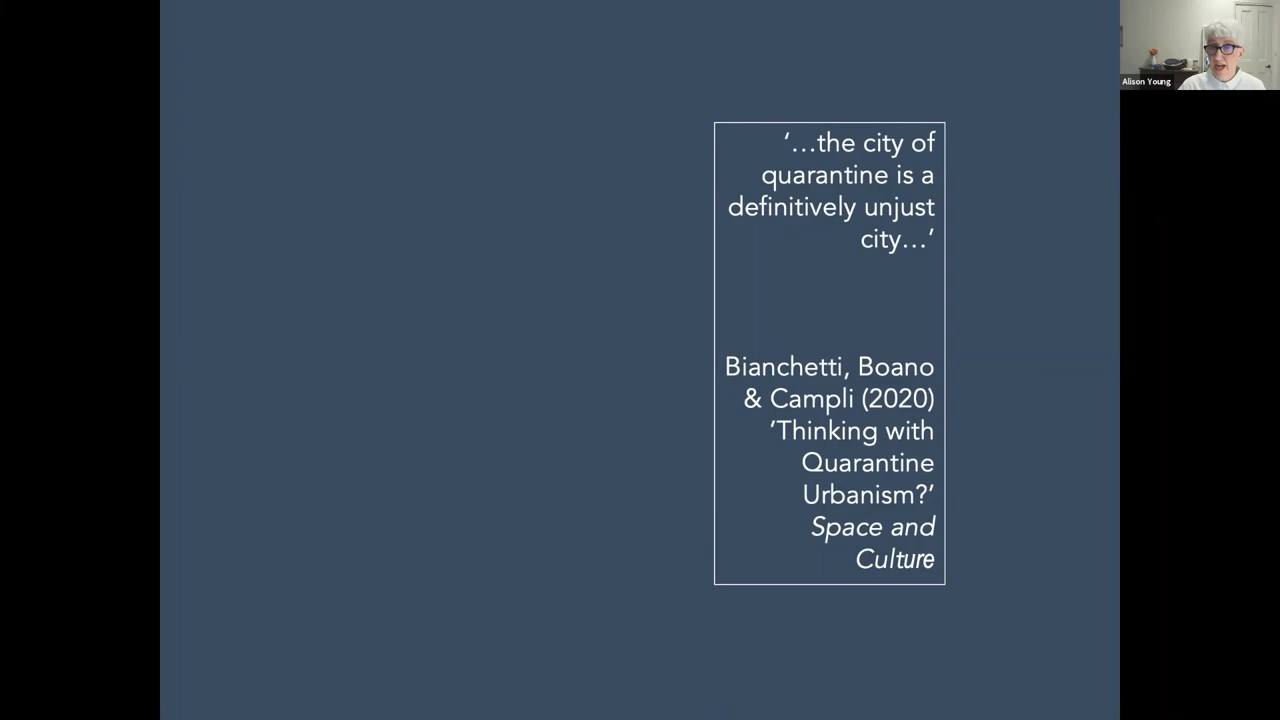 Alison Young
‘…the city of
quarantine is a
definitively unjust
city…’
Bianchetti, Boano
& Campli (2020)
‘Thinking with
Quarantine
Urbanism?’
Space and
Culture